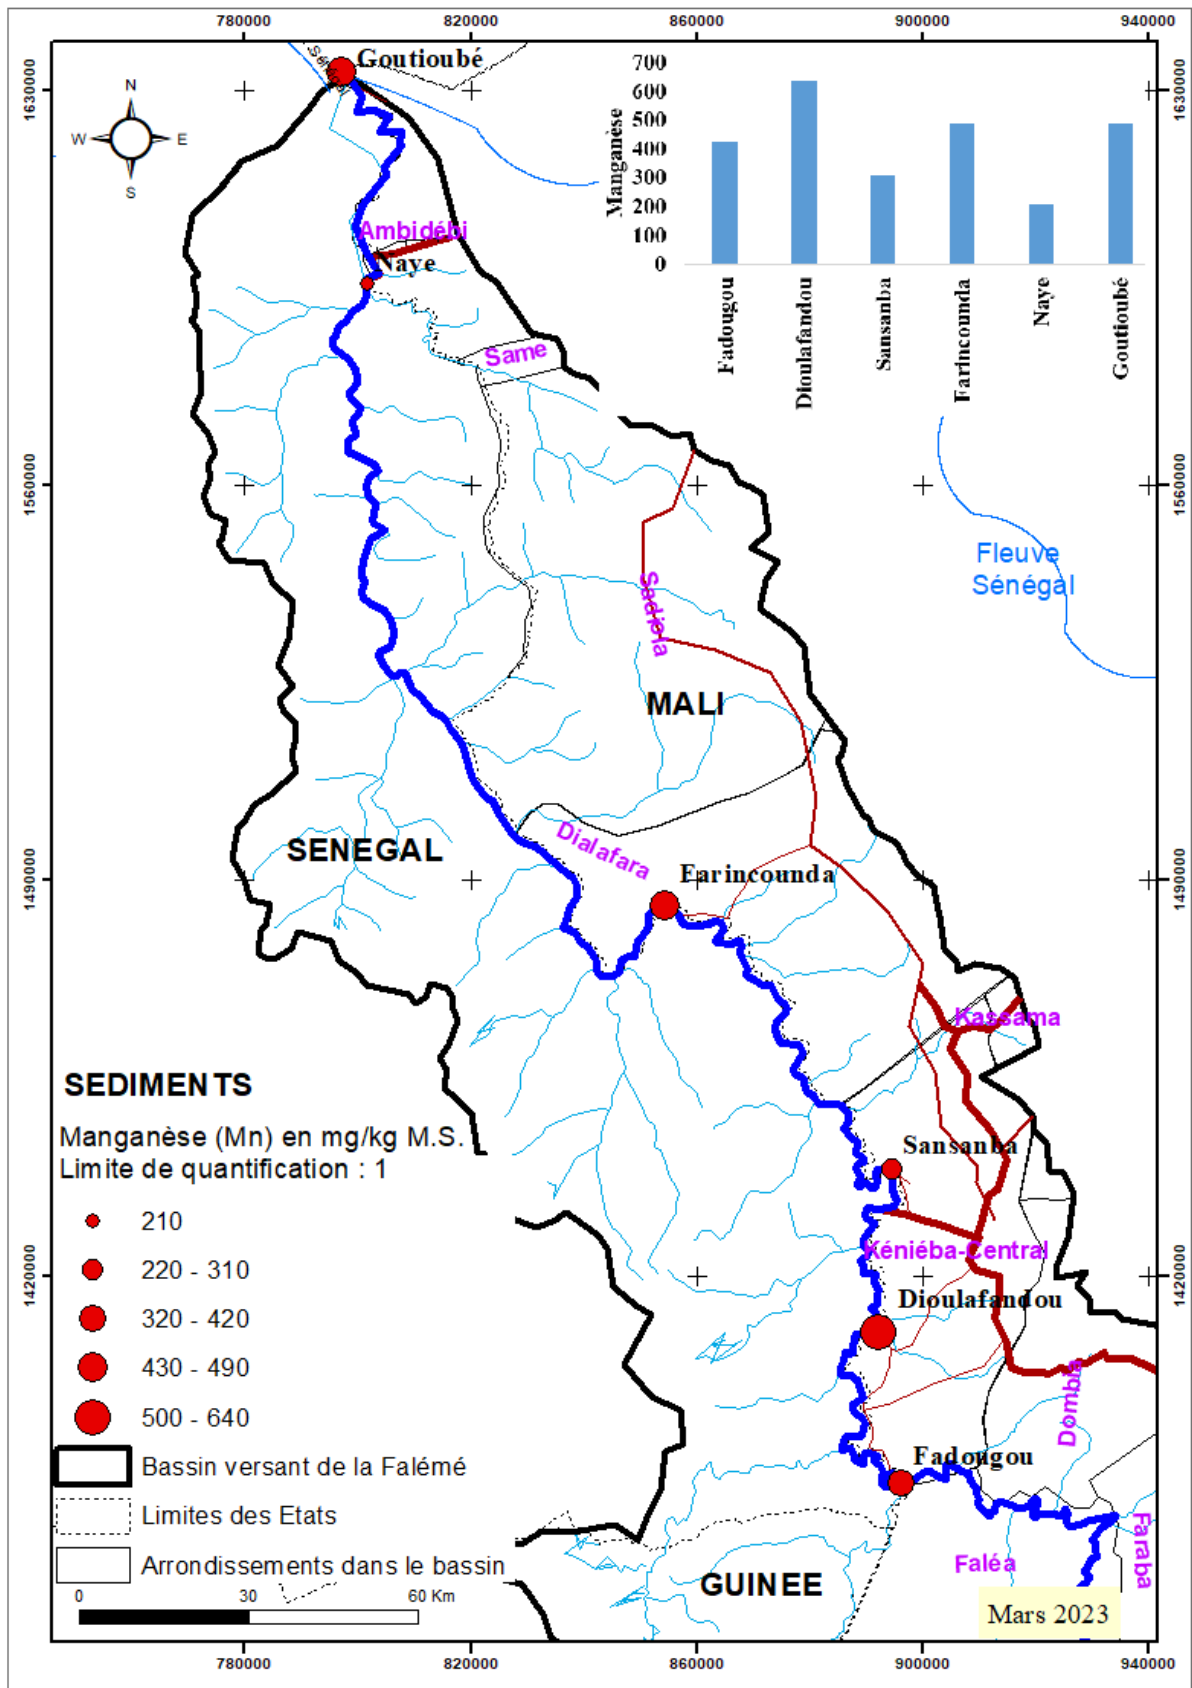 780000
820000
860000
900000
940000
1630000
1630000
Goutioubé
N
W
E
S
700
600
500
400
300
200
100
0
Manganèse
Fadougou
Dioulafandou
Sansanba
Farincounda
Naye
Goutioubé
Ambidébi
Naye
Same
1560000
1560000
Fleuve
Sénégal
Sadiola
MALI
SENEGAL
Dialafara
Farincounda
1490000
1490000
Kassama
SEDIMENTS
Manganèse (Mn) en mg/kg M.S.
Limite de quantification : 1
210
220 - 310
320 - 420
430 - 490
500 - 640
Bassin versant de la Falémé
Limites des Etats
Arrondissements dans le bassin
0
30
60 Km
Sansanba
Kéniéba-Central
1420000
1420000
Dioulafandou
Dombia
Fadougou
Faléa
Faraba
GUINEE
Mars 2023
780000
820000
860000
900000
940000